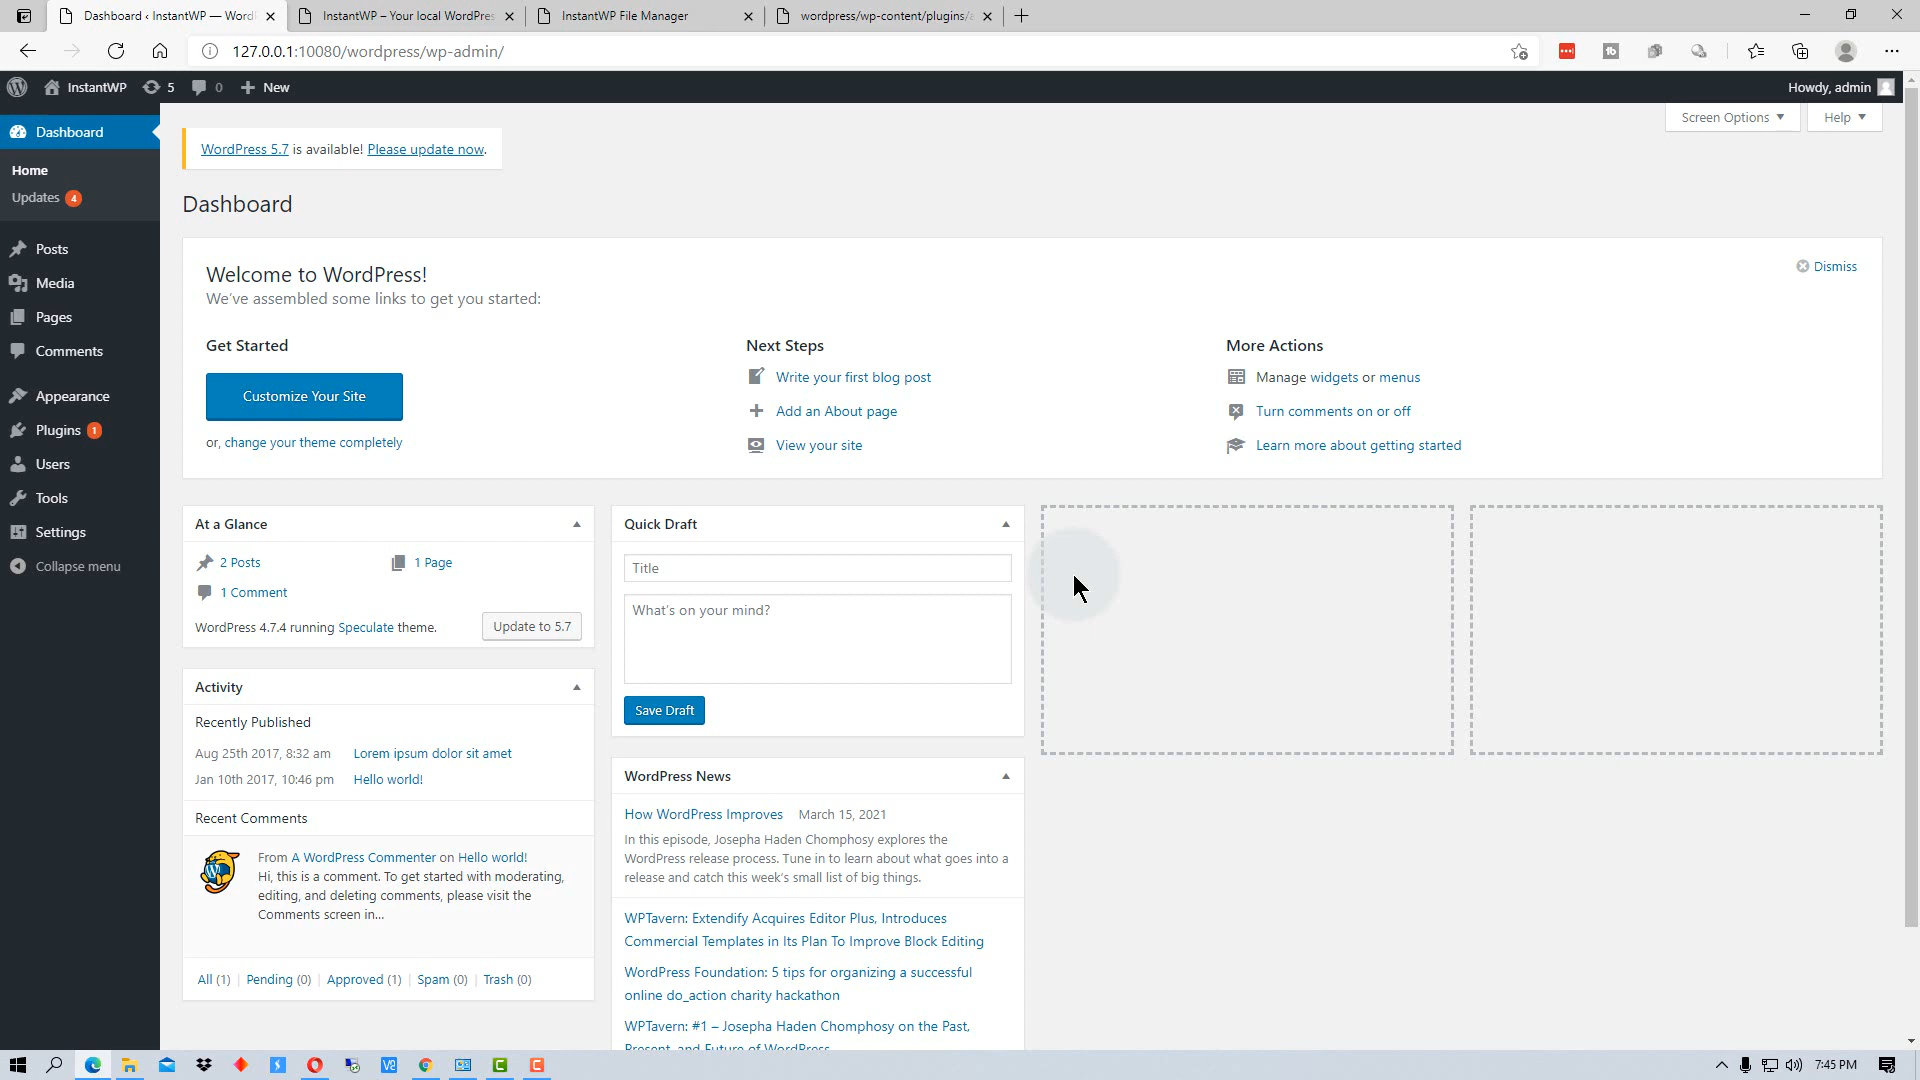 Dashboard ‹ InstantWP — Word
InstantWP – Your local WordPres
InstantWP File Manager
wordpress/wp-content/plugins/
127.0.0.1:10080/wordpress/wp-admin/
InstantWP 5 0 New
Howdy, admin
Screen Options Help
Dashboard
Home
Updates 4
Posts
Media
Pages
Comments
Appearance
Plugins 1
Users
Tools
Settings
Collapse menu
WordPress 5.7 is available! Please update now.
Dashboard
Welcome to WordPress!
We've assembled some links to get you started:
Dismiss
Get Started
Customize Your Site
or, change your theme completely
Next Steps
Write your first blog post
Add an About page
View your site
More Actions
Manage widgets or menus
Turn comments on or off
Learn more about getting started
At a Glance
2 Posts 1 Page
1 Comment
WordPress 4.7.4 running Speculate theme. Update to 5.7
Activity
Recently Published
Aug 25th 2017, 8:32 am Lorem ipsum dolor sit amet
Jan 10th 2017, 10:46 pm Hello world!
Recent Comments
From A WordPress Commenter on Hello world!
Hi, this is a comment. To get started with moderating,
editing, and deleting comments, please visit the
Comments screen in...
All (1) | Pending (0) | Approved (1) | Spam (0) | Trash (0)
Quick Draft
Title
What's on your mind?
Save Draft
WordPress News
How WordPress Improves March 15, 2021
In this episode, Josepha Haden Chomphosy explores the
WordPress release process. Tune in to learn about what goes into a
release and catch this week's small list of big things.
WPTavern: Extendify Acquires Editor Plus, Introduces
Commercial Templates in Its Plan To Improve Block Editing
WordPress Foundation: 5 tips for organizing a successful
online do_action charity hackathon
WPTavern: #1 – Josepha Haden Chomphosy on the Past,
Present, and Future of WordPress
7:45 PM